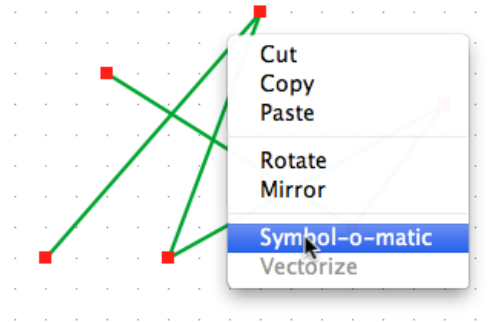 Cut
Copy
Paste
Rotate
Mirror
Symbol-o-matic
Vectorize